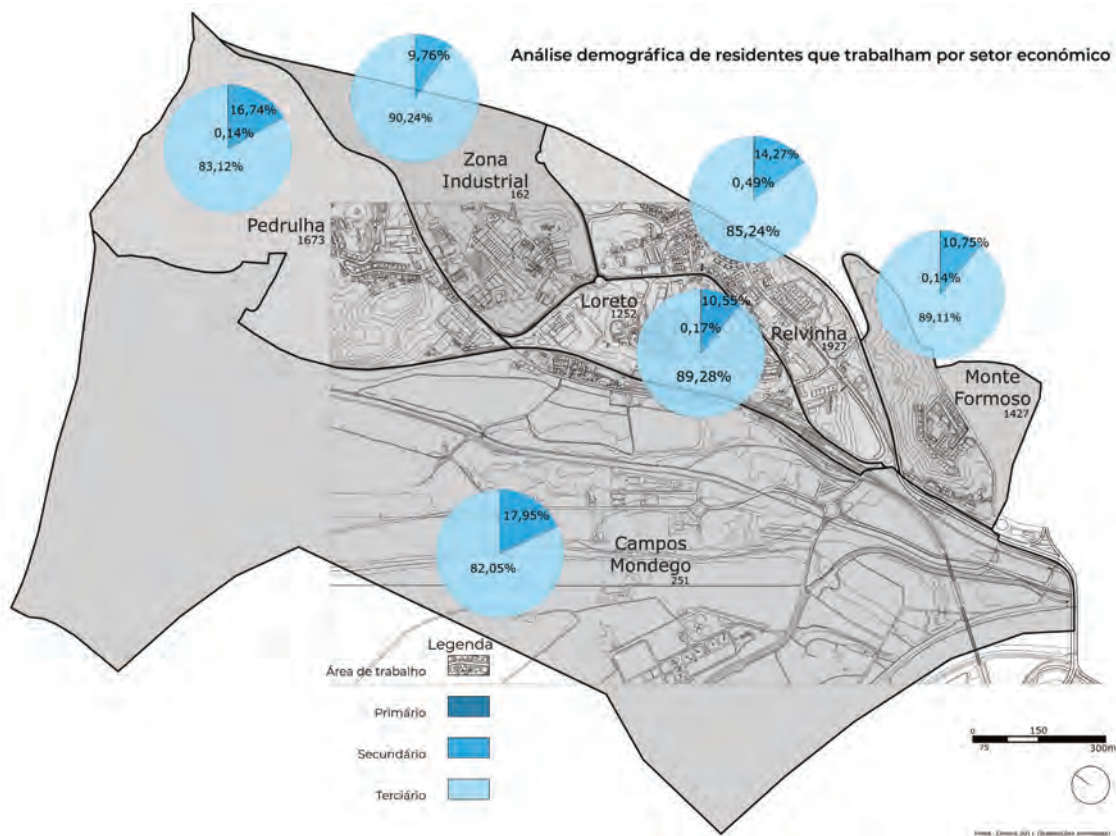 Análise demográfica de residentes que trabalham por setor económico
9,76%
90,24%
16,74%
0,14%
83,12%
Zona
Industrial
162
14,27%
0,49%
85,24%
Pedrulha
1673
10,75%
0,14%
89,11%
Loreto
1252
10,55%
0,17%
89,28%
Relvinha
1927
Monte
Formoso
1427
17,95%
82,05%
Campos
Mondego
251
Legenda
Área de trabalho
Primário
Secundário
Terciário
0
150
75
300m